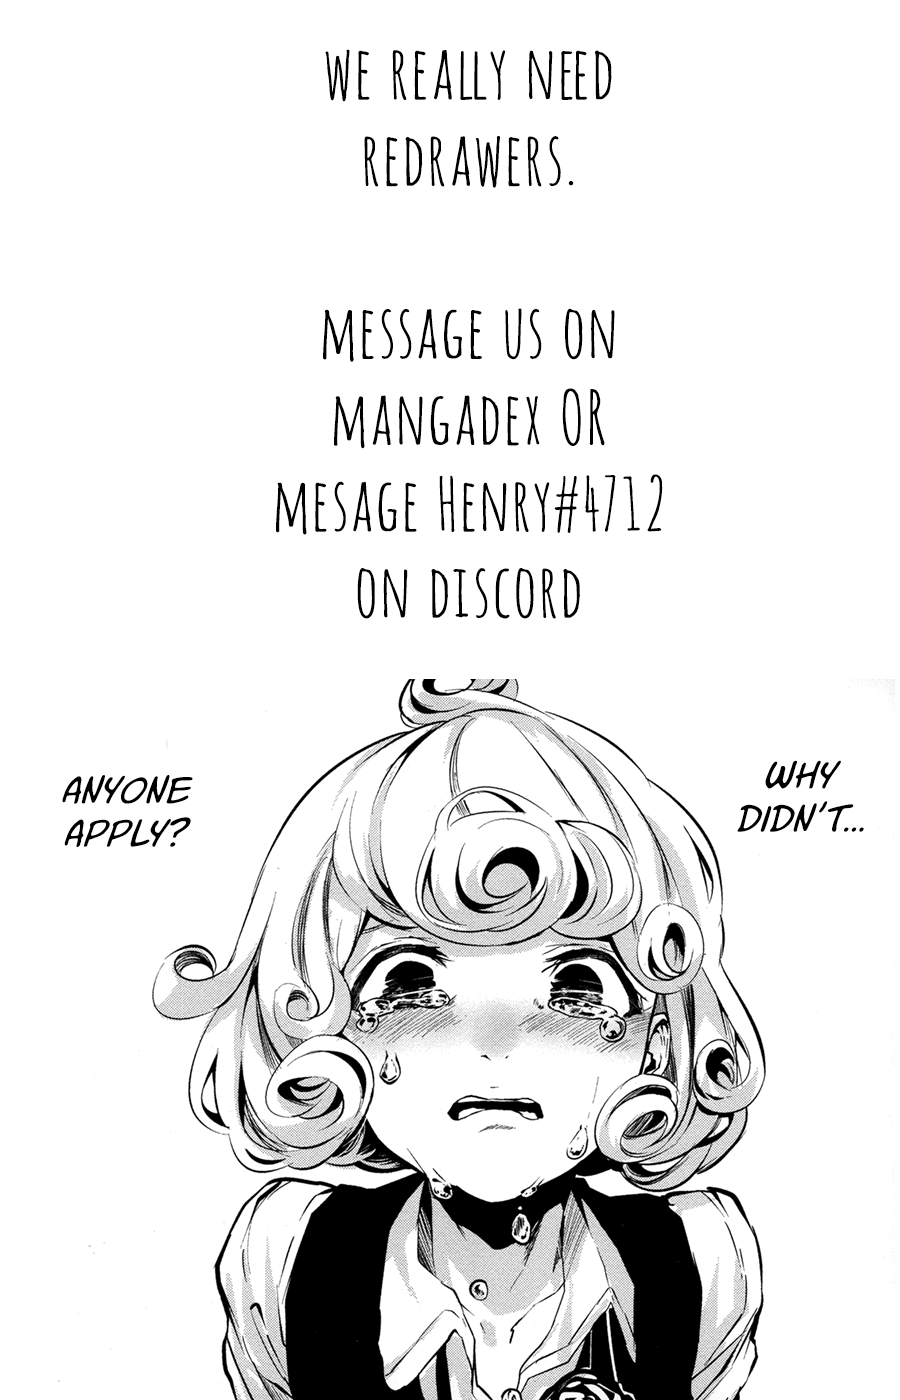 WE REALLY NEED
REDRAWERS.
MESSAGE US ON
MANGADEX OR
MESAGE HENRY#4712
ON DISCORD
WHY
DIDN'T...
ANYONE
APPLY?